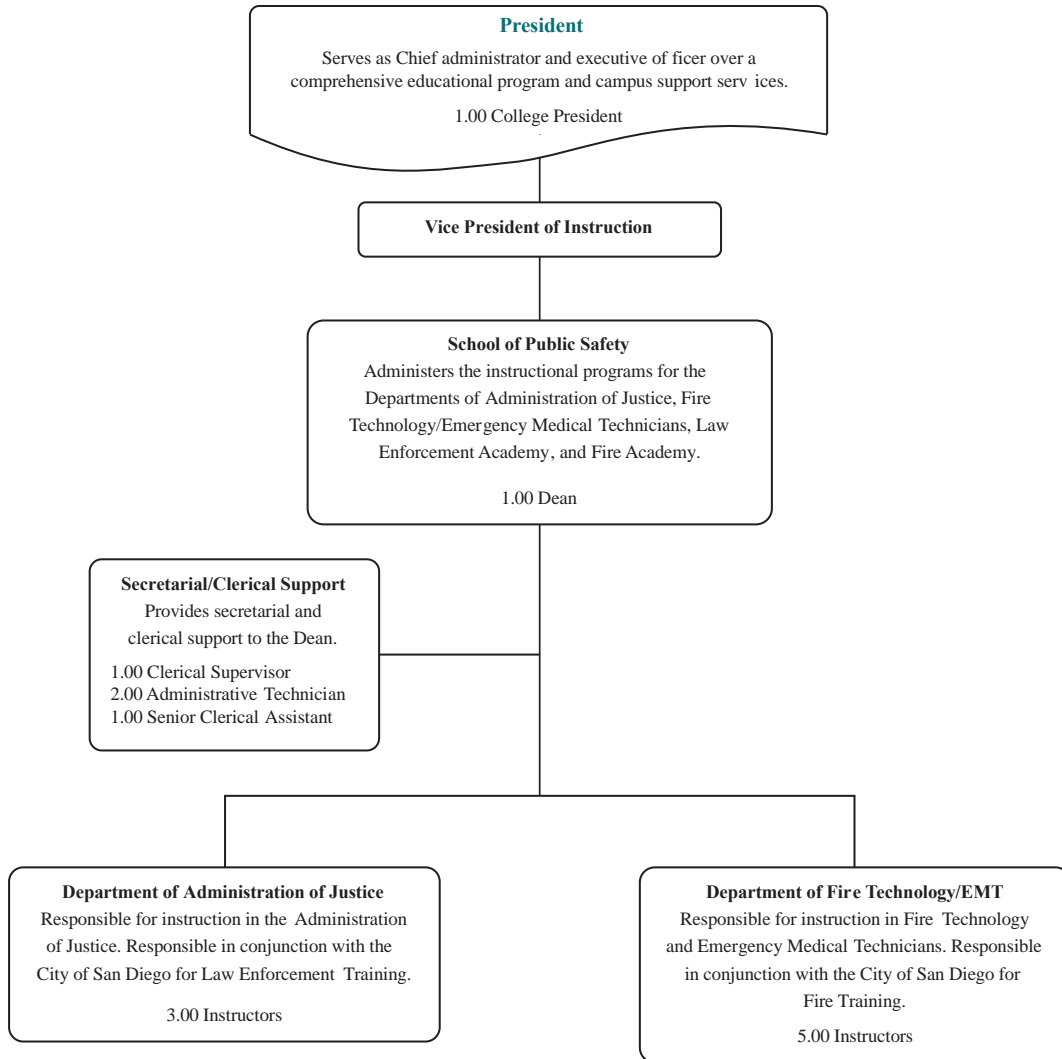 President
Serves as Chief administrator and executive of ficer over a
comprehensive educational program and campus support serv ices.
1.00 College President
Vice President of Instruction
School of Public Safety
Administers the instructional programs for the
Departments of Administration of Justice, Fire
Technology/Emergency Medical Technicians, Law
Enforcement Academy, and Fire Academy.
1.00 Dean
Secretarial/Clerical Support
Provides secretarial and
clerical support to the Dean.
1.00 Clerical Supervisor
2.00 Administrative Technician
1.00 Senior Clerical Assistant
Department of Administration of Justice
Responsible for instruction in the Administration
of Justice. Responsible in conjunction with the
City of San Diego for Law Enforcement Training.
3.00 Instructors
Department of Fire Technology/EMT
Responsible for instruction in Fire Technology
and Emergency Medical Technicians. Responsible
in conjunction with the City of San Diego for
Fire Training.
5.00 Instructors